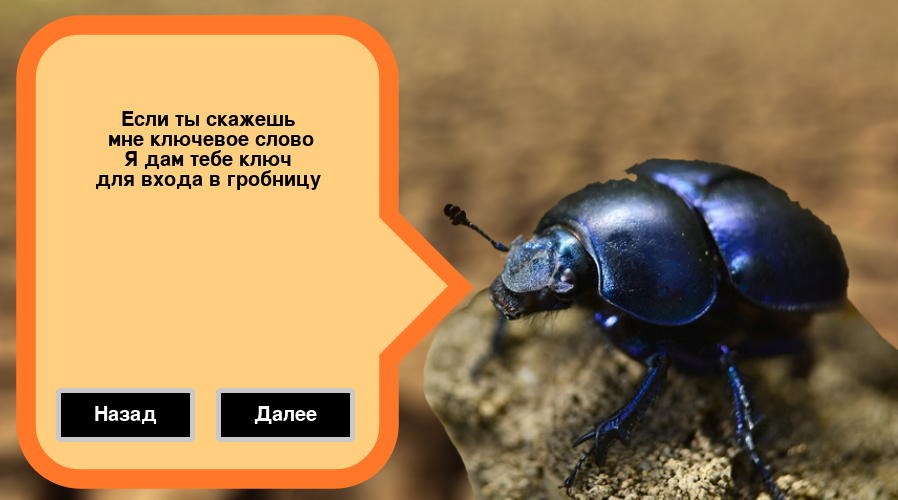 Если ты скажешь
мне ключевое слово
Я дам тебе ключ
для входа в гробницу
Назад
Далее